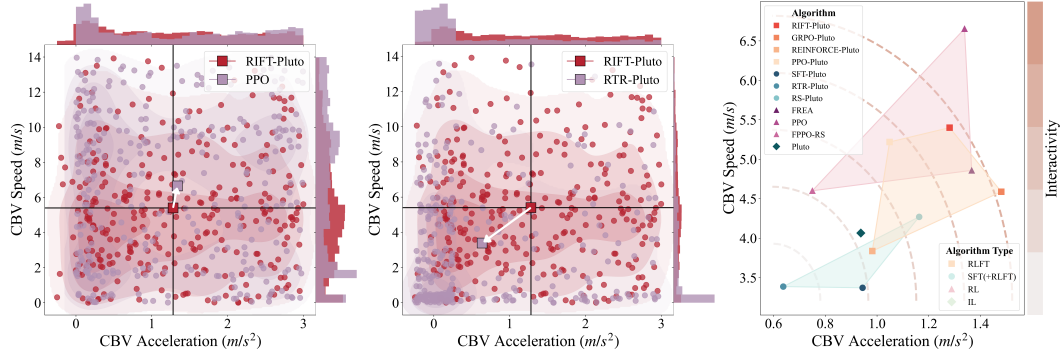 14
12
10
8
6
4
2
0
CBV Speed (m/s)
RIFT-Pluto
PPO
0
1
2
3
CBV Acceleration (m/s²)
14
12
10
8
6
4
2
0
CBV Speed (m/s)
RIFT-Pluto
RTR-Pluto
0
1
2
3
CBV Acceleration (m/s²)
6.5
6.0
5.5
5.0
4.5
4.0
3.5
CBV Speed (m/s)
Algorithm
RIFT-Pluto
GRPO-Pluto
REINFORCE-Pluto
PPO-Pluto
SFT-Pluto
RTR-Pluto
RS-Pluto
FREA
PPO
FPPO-RS
Pluto
Algorithm Type
RLFT
SFT(+RLFT)
RL
IL
0.6
0.8
1.0
1.2
1.4
CBV Acceleration (m/s²)
Interactivity